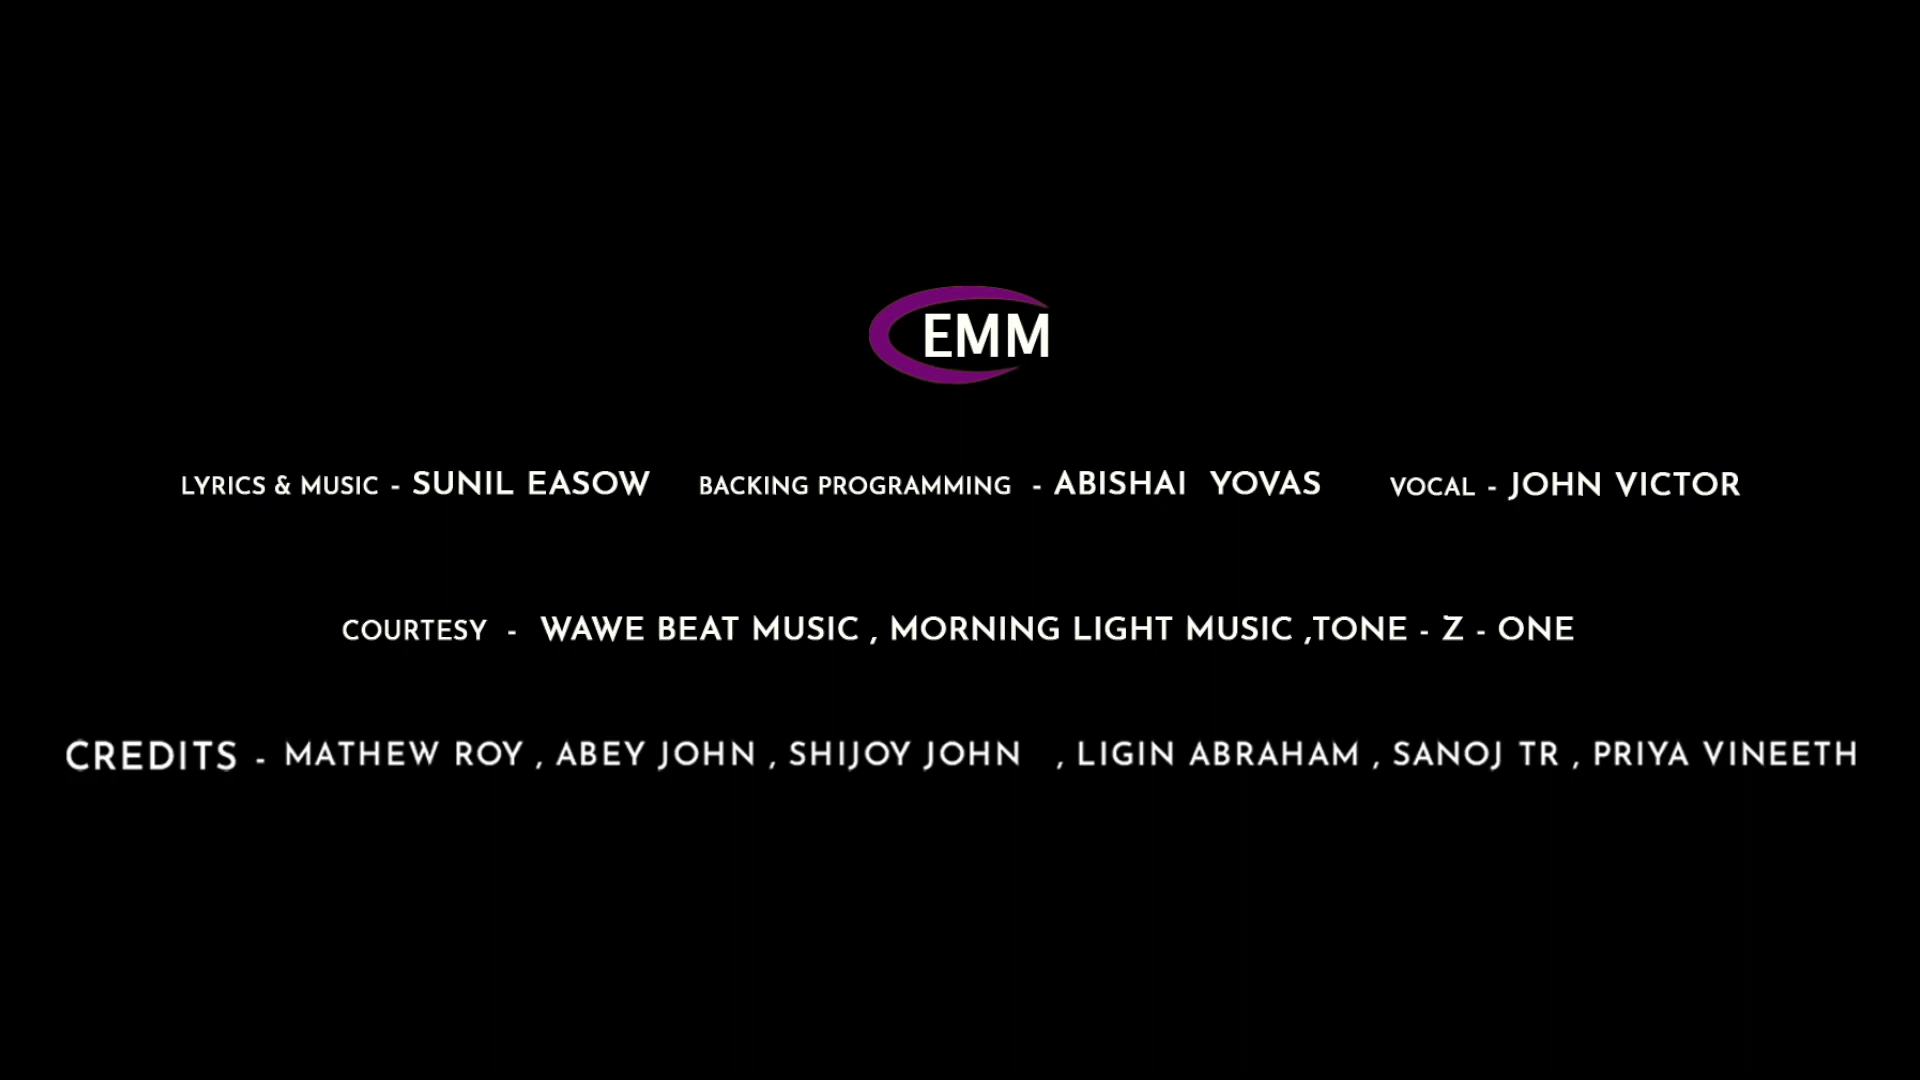 EMM
LYRICS & MUSIC - SUNIL EASOW BACKING PROGRAMMING - ABISHAI YOVAS VOCAL - JOHN VICTOR
COURTESY - WAWE BEAT MUSIC , MORNING LIGHT MUSIC ,TONE - Z - ONE
CREDITS - MATHEW ROY , ABEY JOHN , SHIJOY JOHN , LIGIN ABRAHAM , SANOJ TR , PRIYA VINEETH